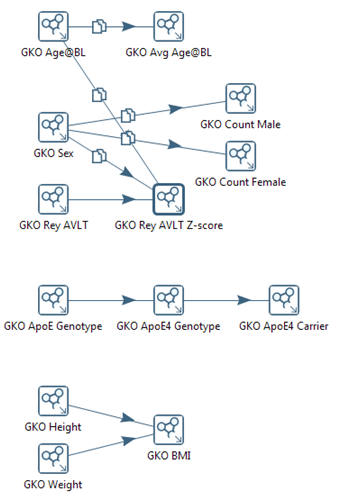 GKO Age@BL
GKO Avg Age@BL
GKO Count Male
GKO Sex
GKO Count Female
GKO Rey AVLT
GKO Rey AVLT Z-score
GKO ApoE Genotype
GKO ApoE4 Genotype
GKO ApoE4 Carrier
GKO Height
GKO BMI
GKO Weight